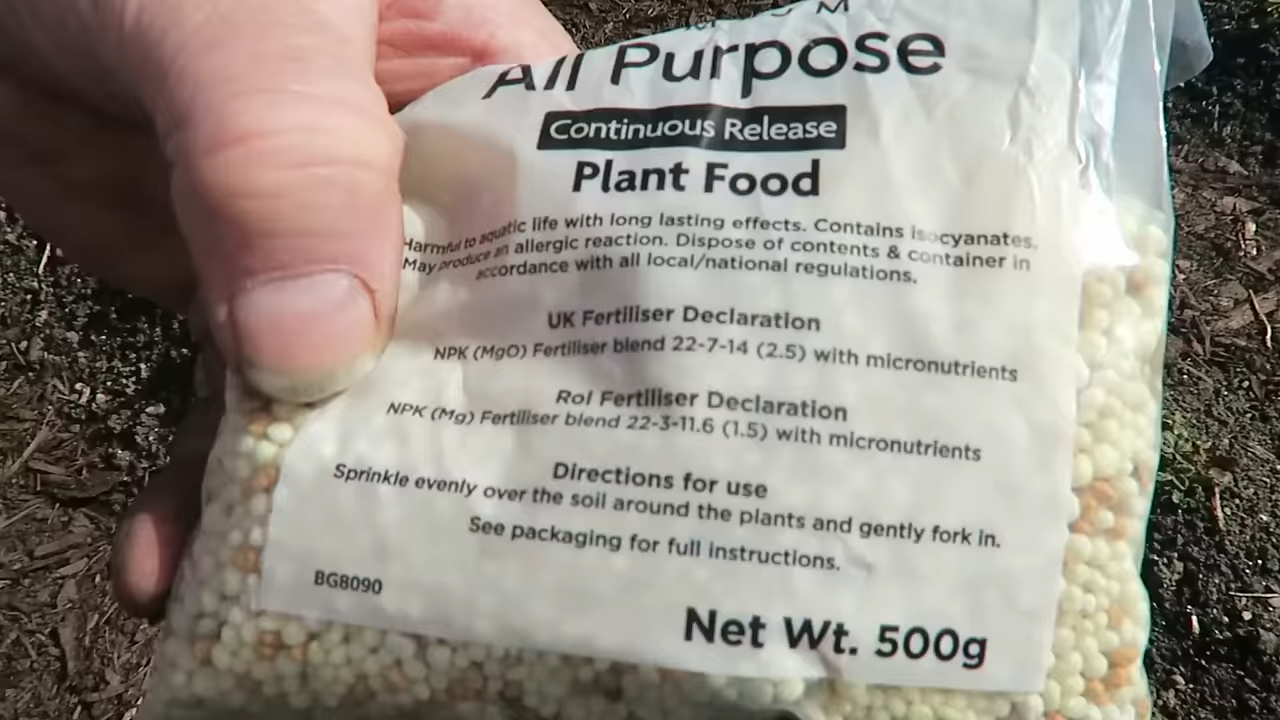 All Purpose
Continuous Release
Plant Food
Harmful to aquatic life with long lasting effects. Contains isocyanates.
May produce an allergic reaction. Dispose of contents & container in
accordance with all local/national regulations.
UK Fertiliser Declaration
NPK (MgO) Fertiliser blend 22-7-14 (2.5) with micronutrients
RoI Fertiliser Declaration
NPK (Mg) Fertiliser blend 22-3-11.6 (1.5) with micronutrients
Directions for use
Sprinkle evenly over the soil around the plants and gently fork in.
See packaging for full instructions.
BG8090
Net Wt. 500g